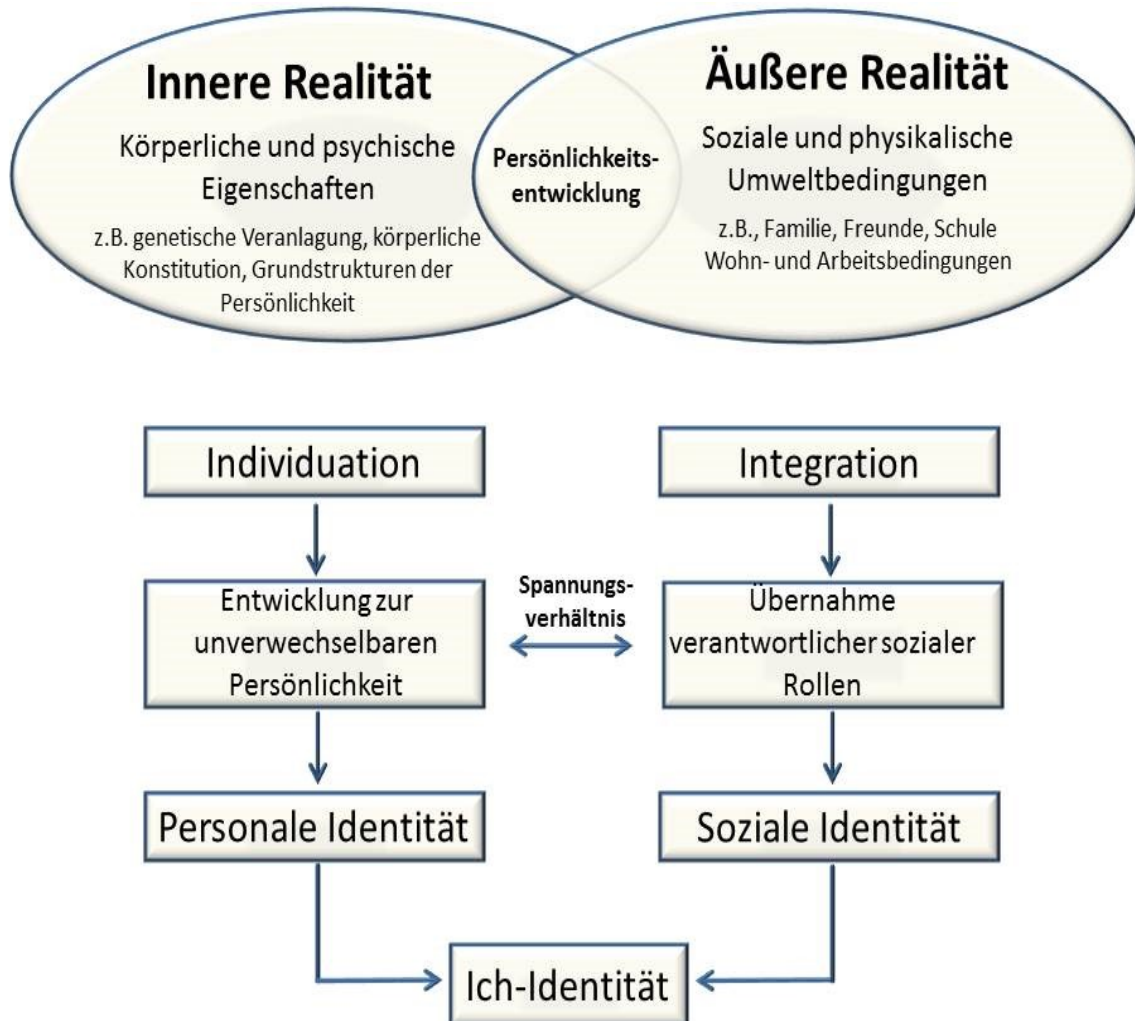 Innere Realität
Körperliche und psychische
Eigenschaften
z.B. genetische Veranlagung, körperliche
Konstitution, Grundstrukturen der
Persönlichkeit
Persönlichkeits-
entwicklung
Äußere Realität
Soziale und physikalische
Umweltbedingungen
z.B., Familie, Freunde, Schule
Wohn- und Arbeitsbedingungen
Individuation
Integration
Entwicklung zur
unverwechselbaren
Persönlichkeit
Spannungs-
verhältnis
Übernahme
verantwortlicher sozialer
Rollen
Personale Identität
Soziale Identität
Ich-Identität